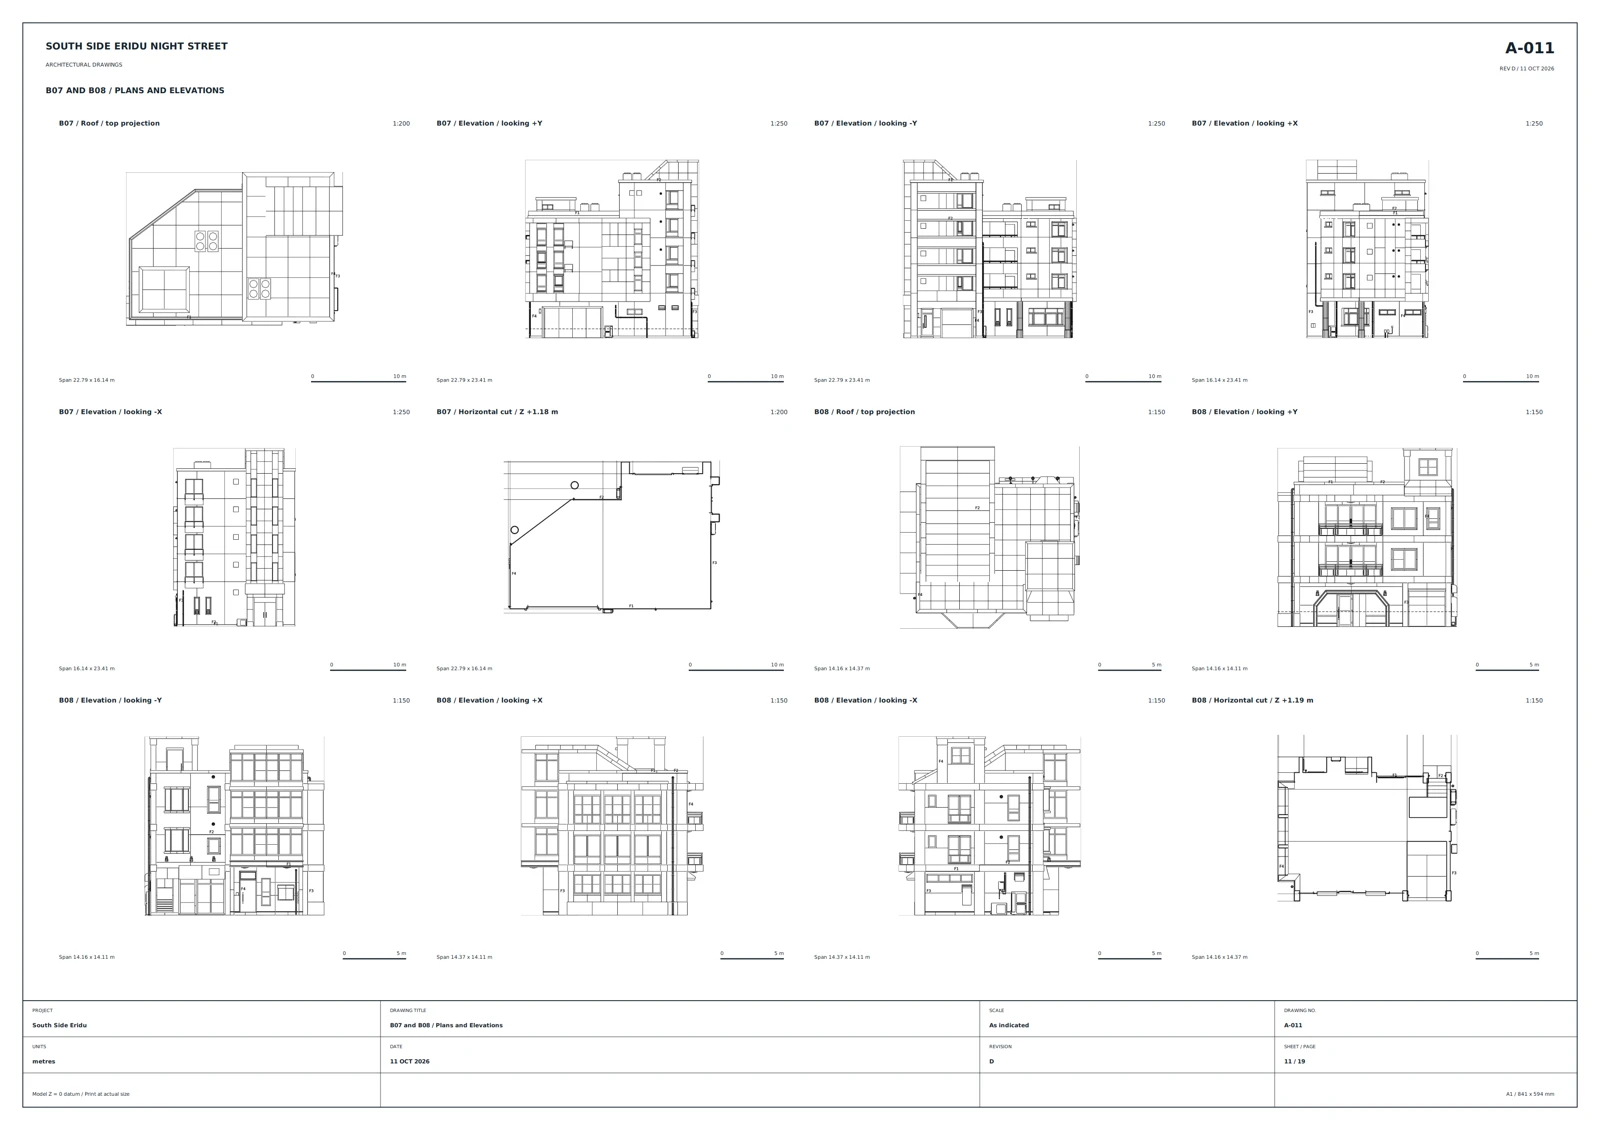 SOUTH SIDE ERIDU NIGHT STREET
A-011
ARCHITECTURAL DRAWINGS
REV D / 11 OCT 2026
B07 AND B08 / PLANS AND ELEVATIONS
B07 / Roof / top projection 1:200
B07 / Elevation / looking +Y 1:250
B07 / Elevation / looking -Y 1:250
B07 / Elevation / looking +X 1:250
Span 22.79 x 16.14 m 0 10 m
Span 22.79 x 23.41 m 0 10 m
Span 22.79 x 23.41 m 0 10 m
Span 16.14 x 23.41 m 0 10 m
B07 / Elevation / looking -X 1:250
B07 / Horizontal cut / Z +1.18 m 1:200
B08 / Roof / top projection 1:150
B08 / Elevation / looking +Y 1:150
Span 16.14 x 23.41 m 0 10 m
Span 22.79 x 16.14 m 0 10 m
Span 14.16 x 14.37 m 0 5 m
Span 14.16 x 14.11 m 0 5 m
B08 / Elevation / looking -Y 1:150
B08 / Elevation / looking +X 1:150
B08 / Elevation / looking -X 1:150
B08 / Horizontal cut / Z +1.19 m 1:150
Span 14.16 x 14.11 m 0 5 m
Span 14.37 x 14.11 m 0 5 m
Span 14.37 x 14.11 m 0 5 m
Span 14.16 x 14.37 m 0 5 m
PROJECT
South Side Eridu
DRAWING TITLE
B07 and B08 / Plans and Elevations
SCALE
As indicated
DRAWING NO.
A-011
UNITS
metres
DATE
11 OCT 2026
REVISION
D
SHEET / PAGE
11 / 19
Model Z = 0 datum / Print at actual size
A1 / 841 x 594 mm